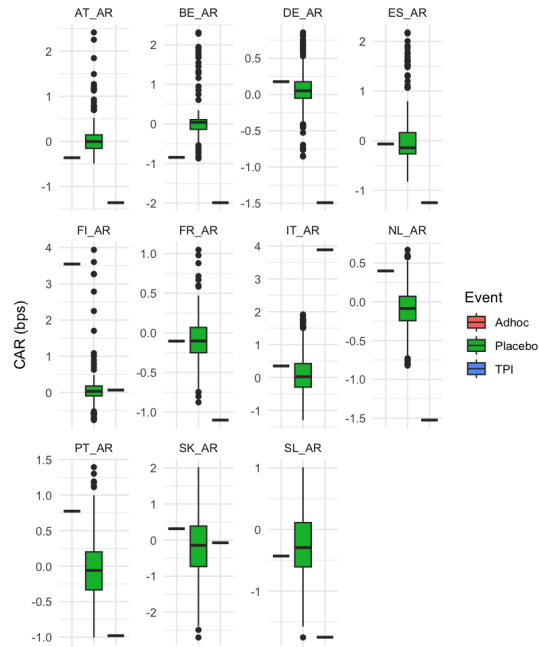 AT_AR BE_AR DE_AR ES_AR
2 1 0 -1
2 1 0 -1 -2
0.5 0.0 -0.5 -1.0 -1.5
2 1 0 -1
FI_AR FR_AR IT_AR NL_AR
4 3 2 1 0
1.0 0.5 0.0 -0.5 -1.0
4 3 2 1 0 -1
0.5 0.0 -0.5 -1.0 -1.5
CAR (bps)
PT_AR SK_AR SL_AR
1.5 1.0 0.5 0.0 -0.5 -1.0
2 1 0 -1 -2
1 0 -1
Event
Adhoc
Placebo
TPI